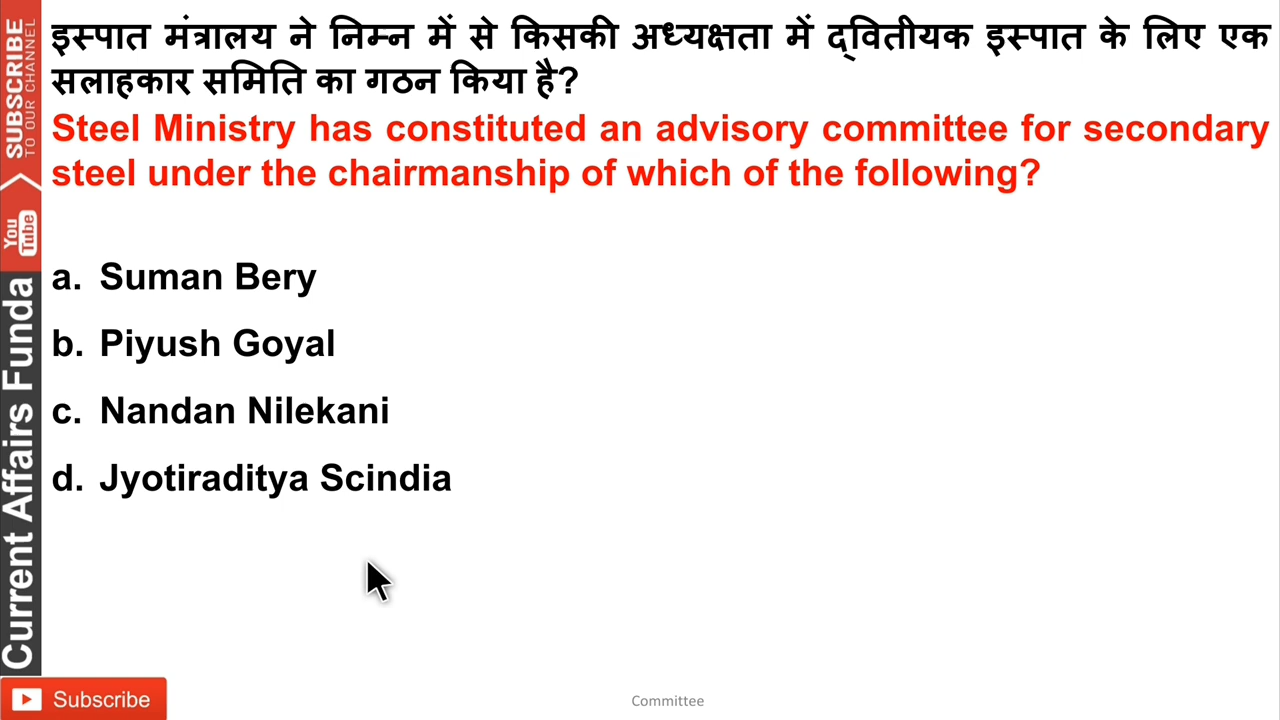 इस्पात मंत्रालय ने निम्न में से किसकी अध्यक्षता में द्वितीयक इस्पात के लिए एक
सलाहकार समिति का गठन किया है?
Steel Ministry has constituted an advisory committee for secondary
steel under the chairmanship of which of the following?
a. Suman Bery
b. Piyush Goyal
c. Nandan Nilekani
d. Jyotiraditya Scindia
SUBSCRIBE
TO OUR CHANNEL
You
Tube
Current Affairs Funda
Subscribe
Committee